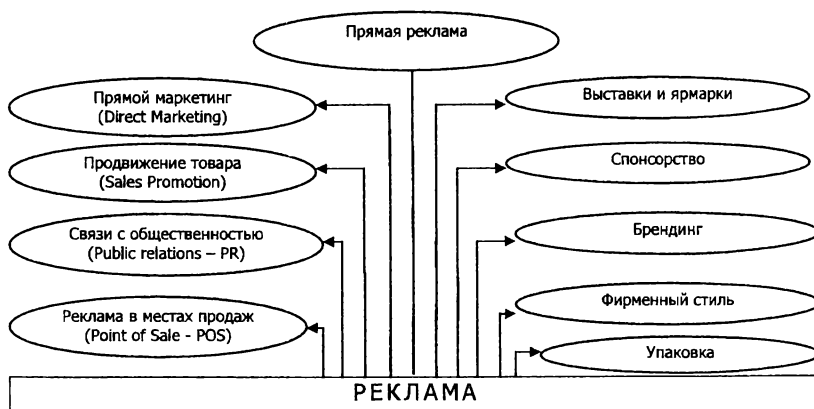 Прямая реклама
Прямой маркетинг
(Direct Marketing)
Выставки и ярмарки
Продвижение товара
(Sales Promotion)
Спонсорство
Связи с общественностью
(Public relations – PR)
Брендинг
Реклама в местах продаж
(Point of Sale - POS)
Фирменный стиль
Упаковка
РЕКЛАМА